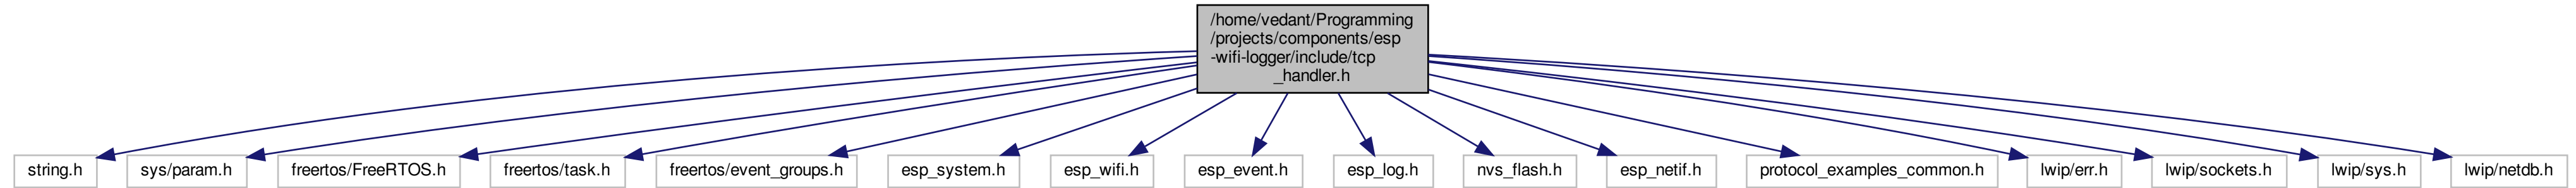 /home/vedant/Programming
/projects/components/esp
-wifi-logger/include/tcp
_handler.h
string.h
sys/param.h
freertos/FreeRTOS.h
freertos/task.h
freertos/event_groups.h
esp_system.h
esp_wifi.h
esp_event.h
esp_log.h
nvs_flash.h
esp_netif.h
protocol_examples_common.h
lwip/err.h
lwip/sockets.h
lwip/sys.h
lwip/netdb.h